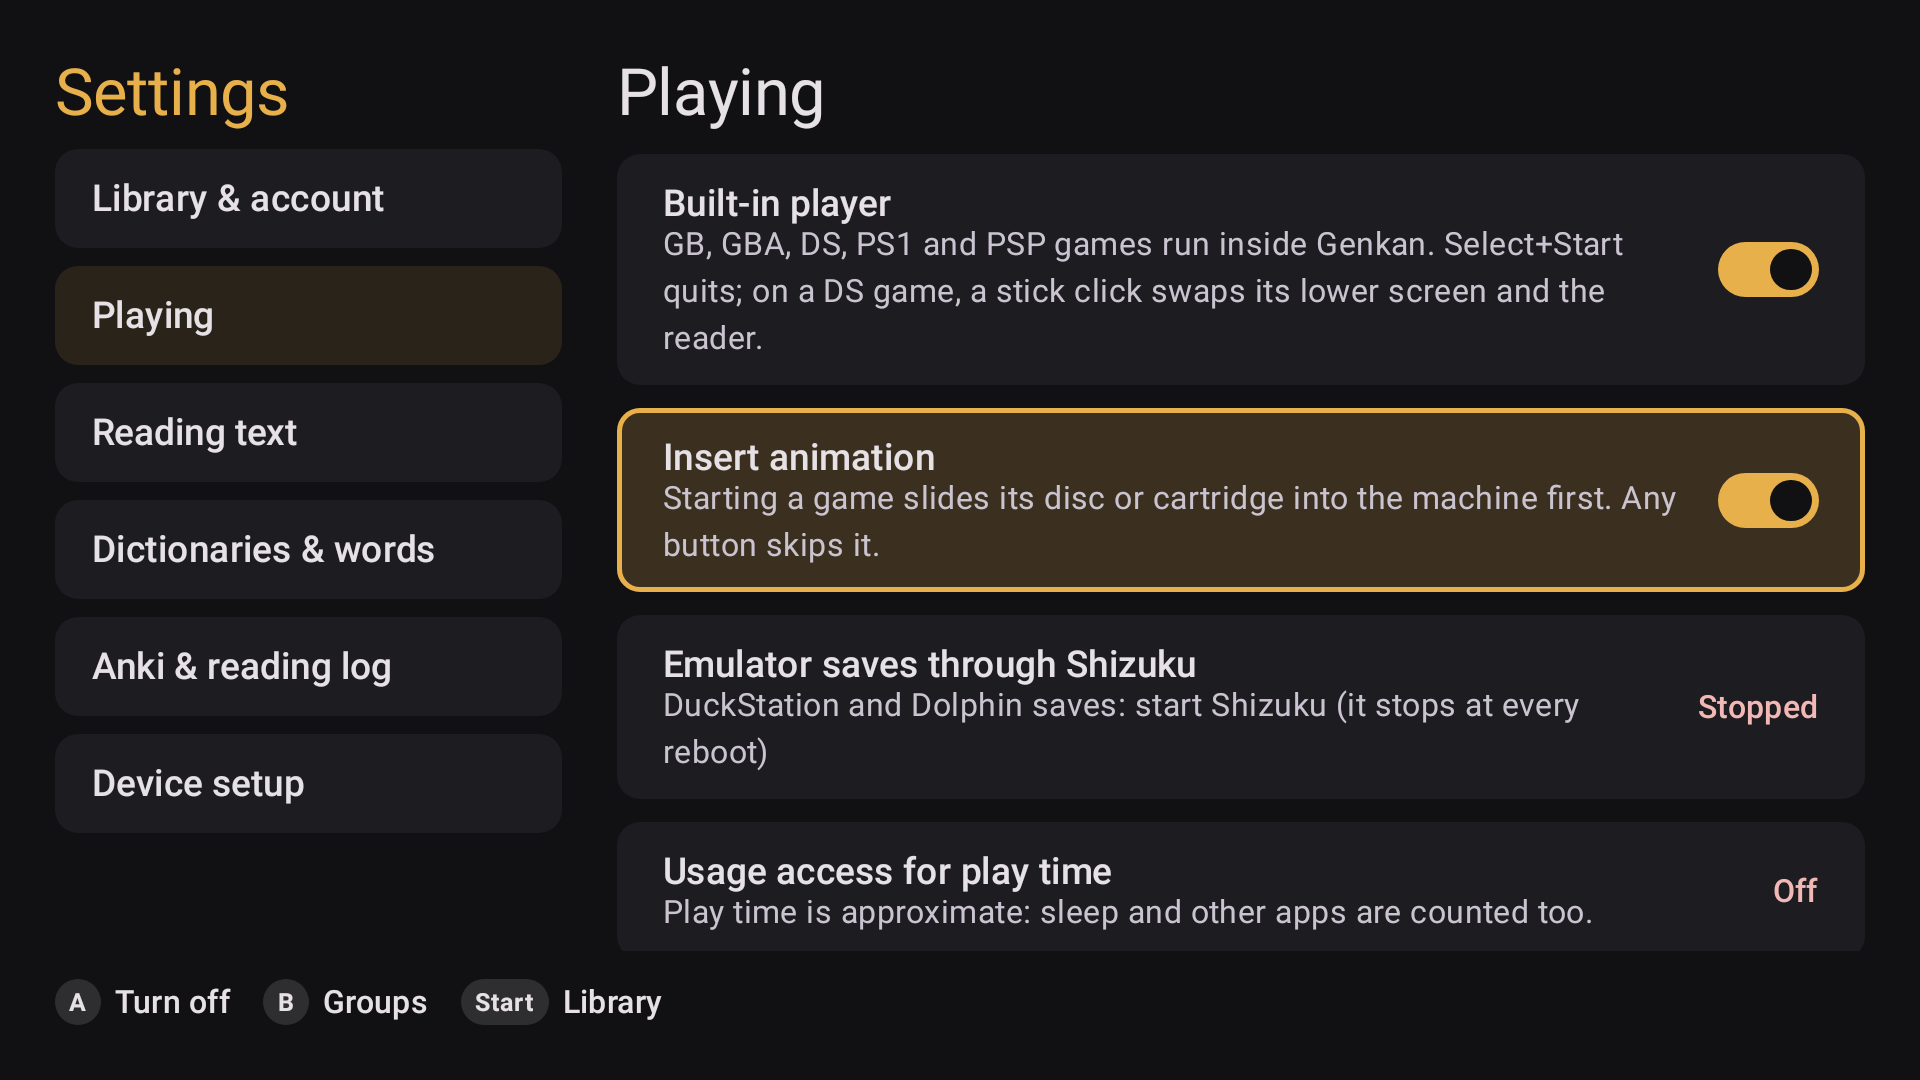 Settings
Library & account
Playing
Reading text
Dictionaries & words
Anki & reading log
Device setup
Playing
Built-in player
GB, GBA, DS, PS1 and PSP games run inside Genkan. Select+Start
quits; on a DS game, a stick click swaps its lower screen and the
reader.
Insert animation
Starting a game slides its disc or cartridge into the machine first. Any
button skips it.
Emulator saves through Shizuku
DuckStation and Dolphin saves: start Shizuku (it stops at every
reboot)
Stopped
Usage access for play time
Play time is approximate: sleep and other apps are counted too.
Off
A Turn off B Groups Start Library